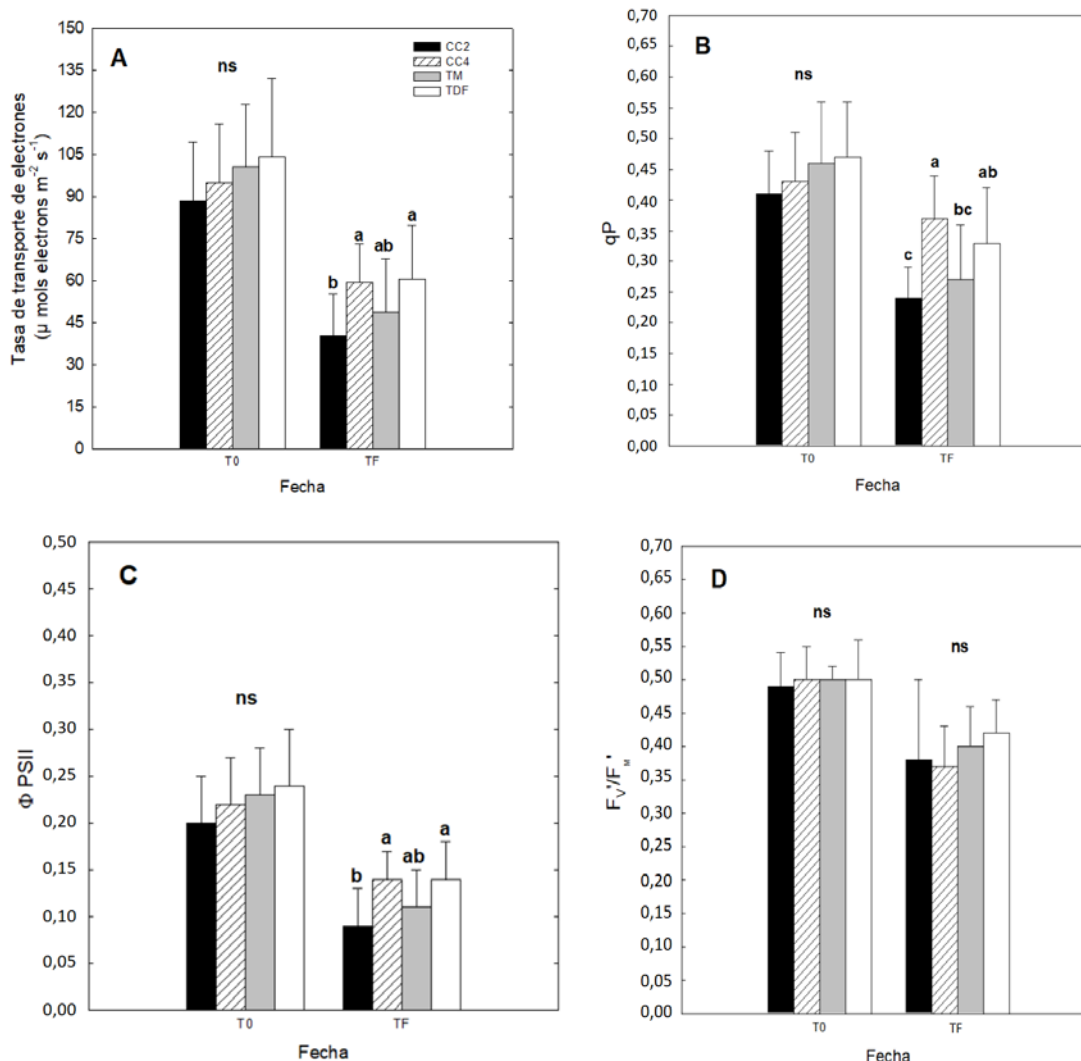 A
ns
CC2
CC4
TM
TDF
150
135
120
105
90
75
60
45
30
15
0
b
a
ab
a
Tasa de transporte de electrones
(µ mols electrons m⁻² s⁻¹)
T0
TF
Fecha
B
ns
0,70
0,65
0,60
0,55
0,50
0,45
0,40
0,35
0,30
0,25
0,20
0,15
0,10
0,05
0,00
c
a
bc
ab
qP
T0
TF
Fecha
C
ns
0,50
0,45
0,40
0,35
0,30
0,25
0,20
0,15
0,10
0,05
0,00
b
a
ab
a
Φ PSII
T0
TF
Fecha
D
ns
ns
0,70
0,65
0,60
0,55
0,50
0,45
0,40
0,35
0,30
0,25
0,20
0,15
0,10
0,05
0,00
Fᵥ'/Fₘ'
T0
TF
Fecha